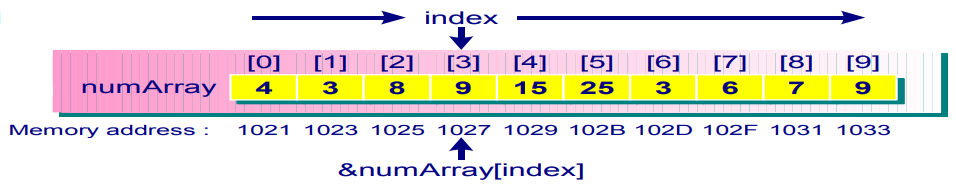 index
[0] [1] [2] [3] [4] [5] [6] [7] [8] [9]
numArray 4 3 8 9 15 25 3 6 7 9
Memory address : 1021 1023 1025 1027 1029 102B 102D 102F 1031 1033
&numArray[index]